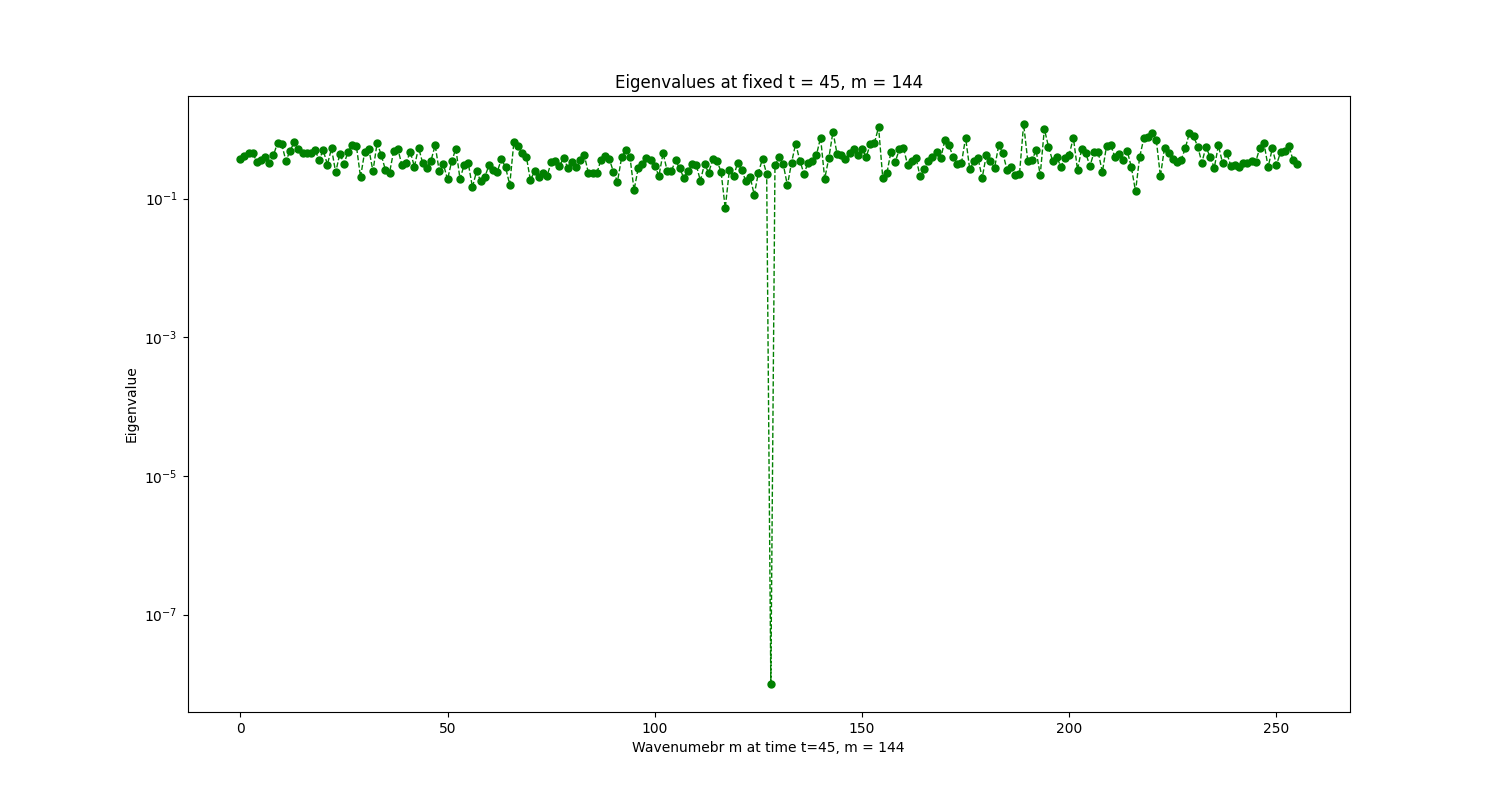 Eigenvalues at fixed t = 45, m = 144
Eigenvalue
10⁻¹
10⁻³
10⁻⁵
10⁻⁷
0 50 100 150 200 250
Wavenumebr m at time t=45, m = 144